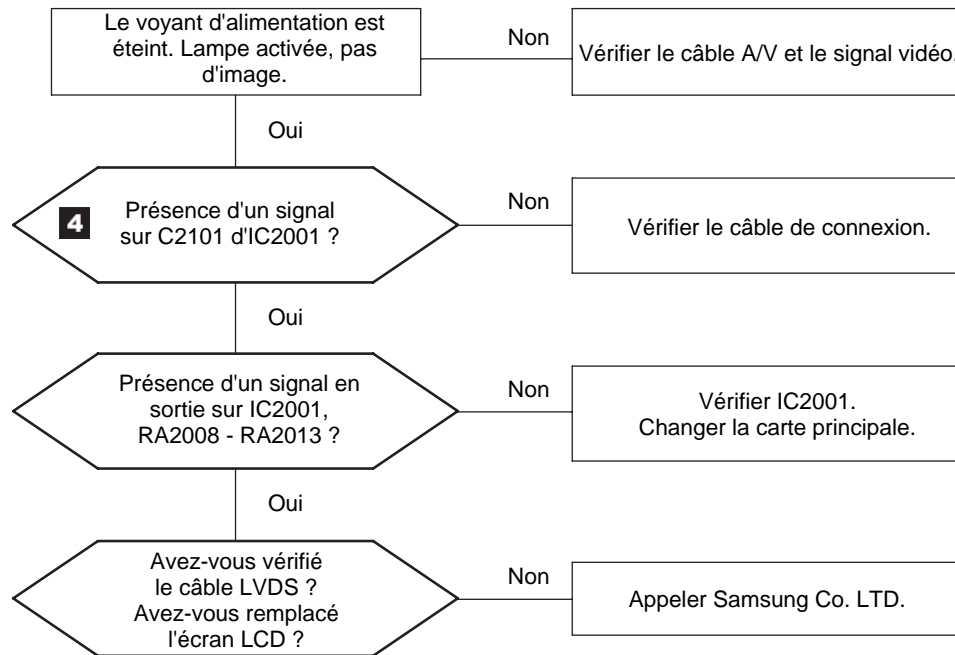 Le voyant d'alimentation est
éteint. Lampe activée, pas
d'image.
Non
Vérifier le câble A/V et le signal vidéo.
Oui
4
Présence d'un signal
sur C2101 d'IC2001 ?
Non
Vérifier le câble de connexion.
Oui
Présence d'un signal en
sortie sur IC2001,
RA2008 - RA2013 ?
Non
Vérifier IC2001.
Changer la carte principale.
Oui
Avez-vous vérifié
le câble LVDS ?
Avez-vous remplacé
l'écran LCD ?
Non
Appeler Samsung Co. LTD.